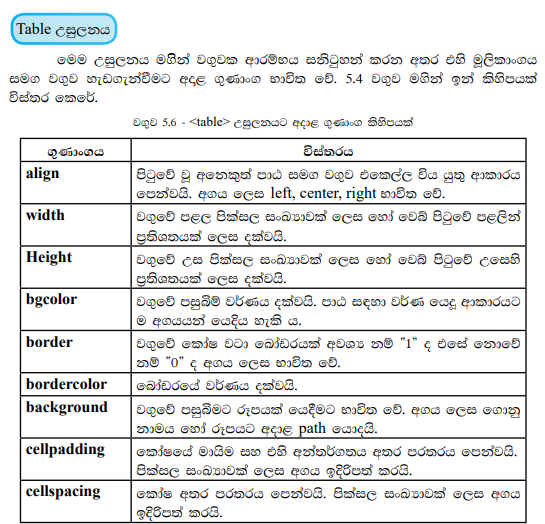 Table උසුලනය
මෙම උසුලනය මගින් වගුවක ආරම්භය සනිටුහන් කරන අතර එහි මූලිකාංගය
සමග වගුව හැඩගැන්වීමට අදාළ ගුණාංග භාවිත වේ. 5.4 වගුව මගින් ඉන් කිහිපයක්
විස්තර කෙරේ.
වගුව 5.6 - <table> උසුලනයට අදාළ ගුණාංග කිහිපයක්
ගුණාංගය විස්තරය
align පිටුවේ වූ අනෙකුත් පාඨ සමග වගුව එකෙල්ල විය යුතු ආකාරය
පෙන්වයි. අගය ලෙස left, center, right භාවිත වේ.
width වගුවේ පළල පික්සල සංඛ්‍යාවක් ලෙස හෝ වෙබ් පිටුවේ පළලින්
ප්‍රතිශතයක් ලෙස දක්වයි.
Height වගුවේ උස පික්සල සංඛ්‍යාවක් ලෙස හෝ වෙබ් පිටුවේ උසෙහි
ප්‍රතිශතයක් ලෙස දක්වයි.
bgcolor වගුවේ පසුබිම් වර්ණය දක්වයි. පාඨ සඳහා වර්ණ යෙදූ ආකාරයට
ම අගයයන් යෙදිය හැකි ය.
border වගුවේ කෝෂ වටා බෝඩරයක් අවශ්‍ය නම් "1" ද එසේ නොවේ
නම් "0" ද අගය ලෙස භාවිත වේ.
bordercolor බෝඩරයේ වර්ණය දක්වයි.
background වගුවේ පසුබිමට රූපයක් යෙදීමට භාවිත වේ. අගය ලෙස ගොනු
නාමය හෝ රූපයට අදාළ path යොදයි.
cellpadding කෝෂයේ මායිම සහ එහි අන්තර්ගතය අතර පරතරය පෙන්වයි.
පික්සල සංඛ්‍යාවක් ලෙස අගය ඉදිරිපත් කරයි.
cellspacing කෝෂ අතර පරතරය පෙන්වයි. පික්සල සංඛ්‍යාවක් ලෙස අගය
ඉදිරිපත් කරයි.